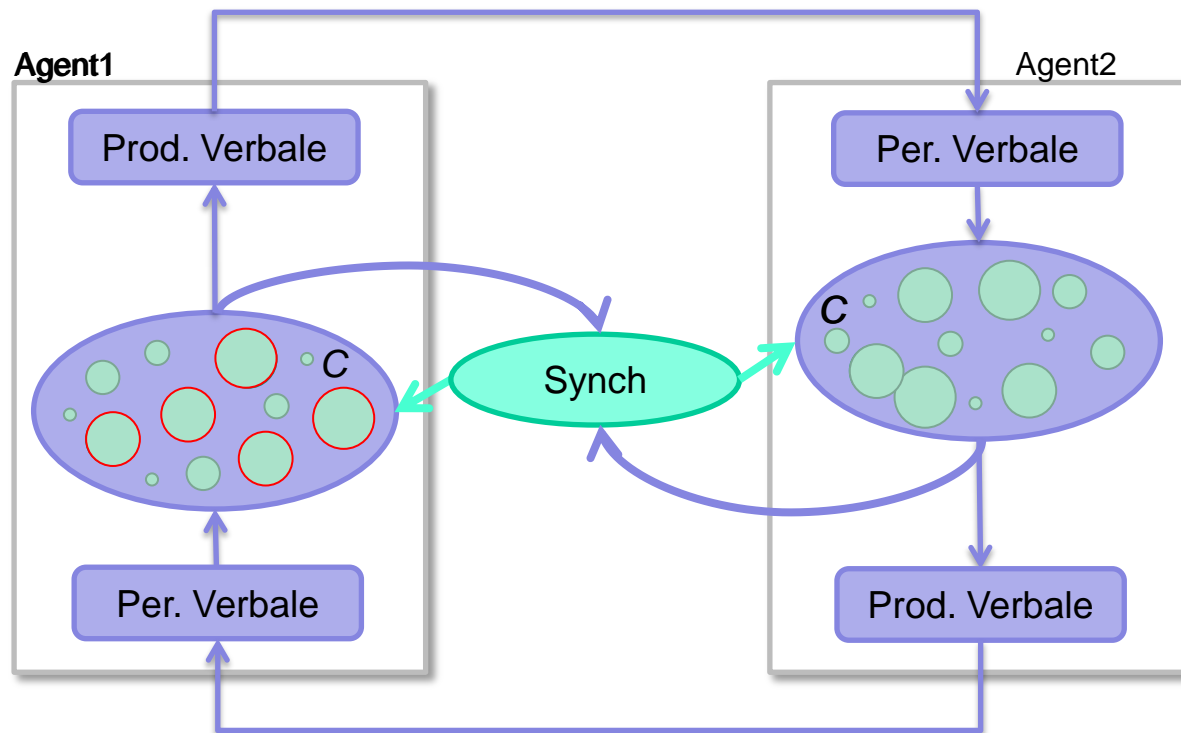 Agent1
Agent2
Prod. Verbale
Per. Verbale
C
C
Synch
Per. Verbale
Prod. Verbale